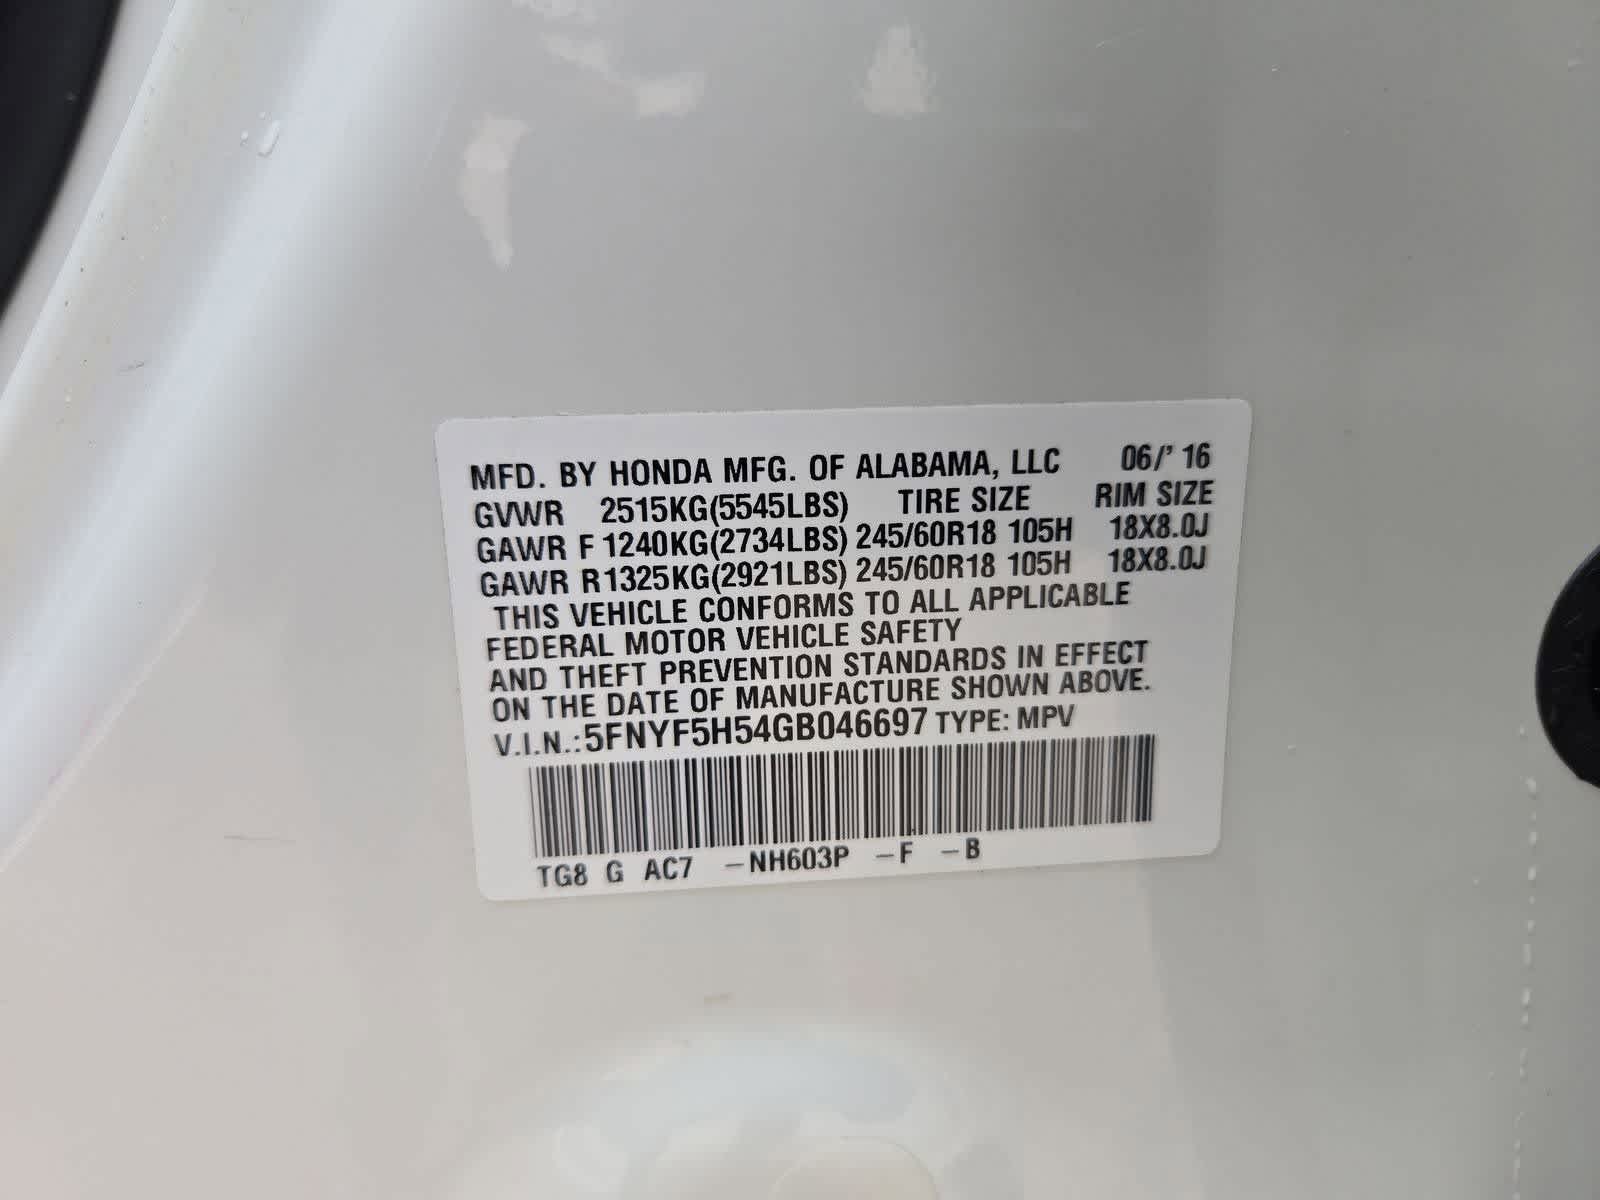 MFD. BY HONDA MFG. OF ALABAMA, LLC 06/' 16
GVWR 2515KG(5545LBS) TIRE SIZE RIM SIZE
GAWR F 1240KG(2734LBS) 245/60R18 105H 18X8.0J
GAWR R 1325KG(2921LBS) 245/60R18 105H 18X8.0J
THIS VEHICLE CONFORMS TO ALL APPLICABLE
FEDERAL MOTOR VEHICLE SAFETY
AND THEFT PREVENTION STANDARDS IN EFFECT
ON THE DATE OF MANUFACTURE SHOWN ABOVE.
V.I.N.:5FNYF5H54GB046697 TYPE: MPV
TG8 G AC7 -NH603P -F -B